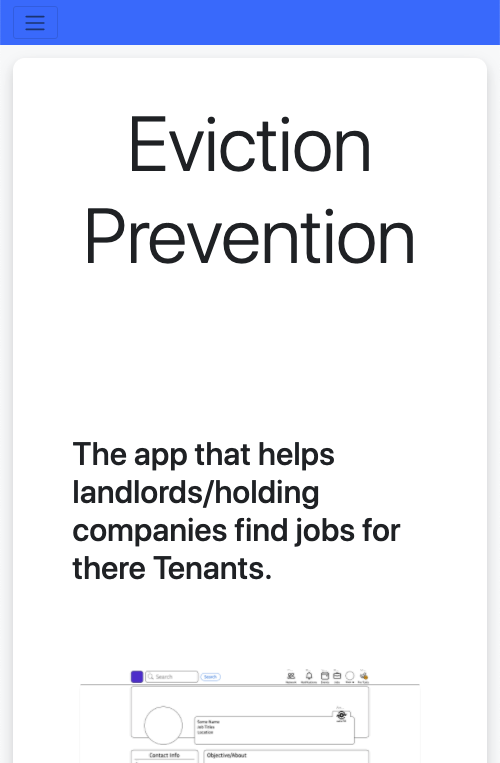 Eviction
Prevention
The app that helps
landlords/holding
companies find jobs for
there Tenants.
Search
Search
Some Name
Job Titles
Location
Contact Info
Objective/About